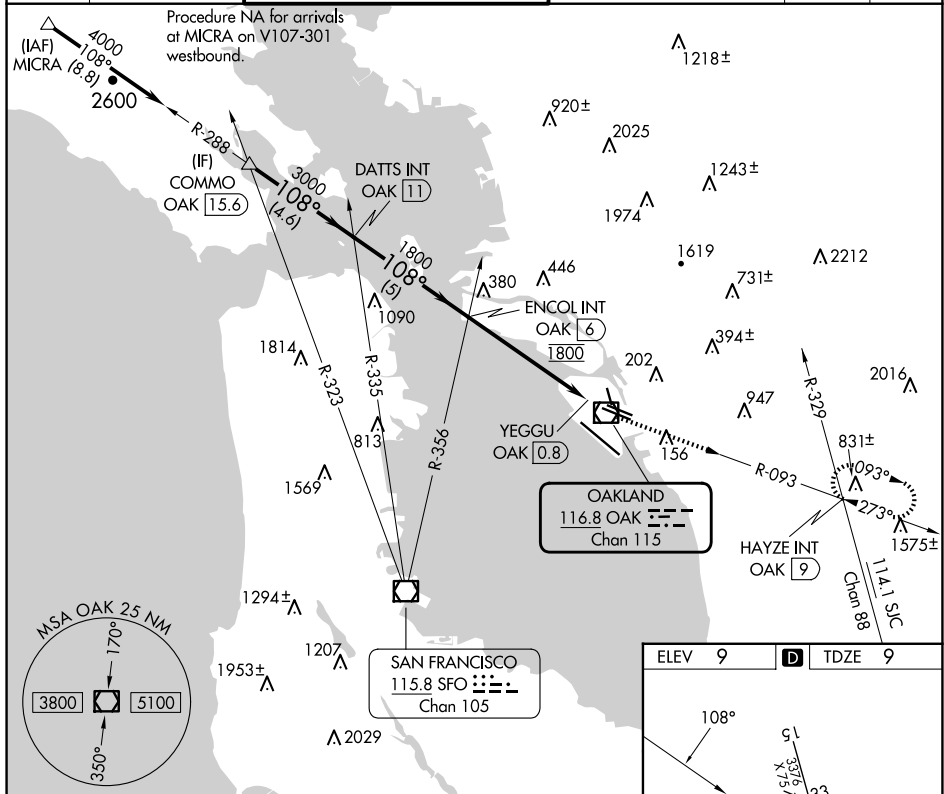 Procedure NA for arrivals
at MICRA on V107-301
westbound.
(IAF)
MICRA
4000
108°
(8.8)
2600
R-288
(IF)
COMMO
OAK 15.6
3000
108°
(4.6)
DATTS INT
OAK 11
1800
108°
(5)
1218±
920±
2025
1243±
1974
1619
2212
731±
380
446
ENCOL INT
OAK 6
1800
1090
394±
202
2016
1814
R-323
R-335
R-356
R-329
947
813
YEGGU
OAK 0.8
156
R-093
831±
093°
273°
1569
OAKLAND
116.8 OAK
Chan 115
HAYZE INT
OAK 9
1575±
114.1 SJC
Chan 88
1294±
1207
1953±
2029
SAN FRANCISCO
115.8 SFO
Chan 105
MSA OAK 25 NM
170°
3800
5100
350°
ELEV 9
D
TDZE 9
108°
15
3376
X 75
33